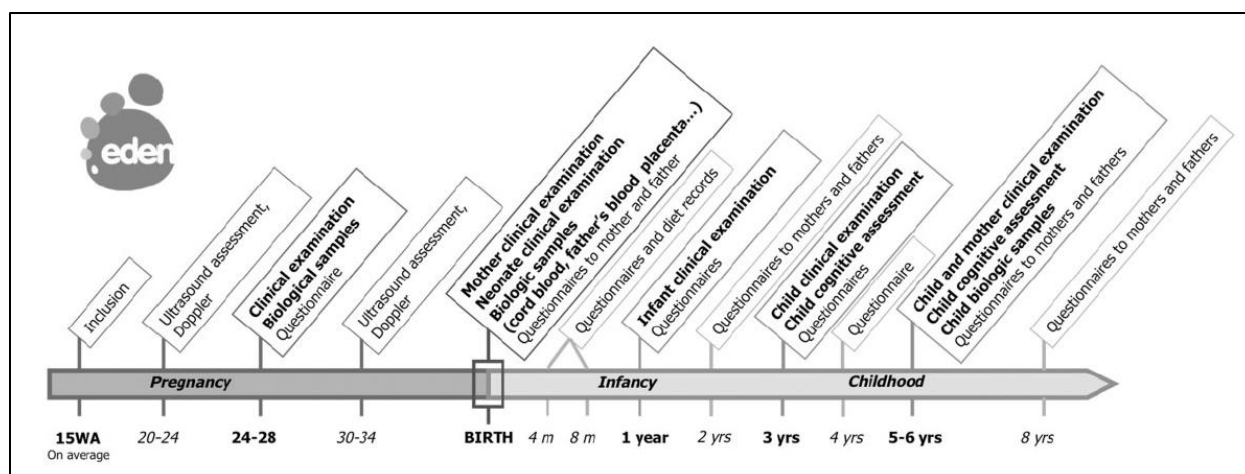 eden
Inclusion
Ultrasound assessment,
Doppler
Clinical examination
Biological samples
Questionnaire
Ultrasound assessment,
Doppler
Mother clinical examination
Neonate clinical examination
Biologic samples
(cord blood, father's blood placenta...)
Questionnaires to mother and father
Questionnaires and diet records
Infant clinical examination
Questionnaires
Questionnaires to mothers and fathers
Child clinical examination
Child cognitive assessment
Questionnaires
Questionnaire
Child and mother clinical examination
Child cognitive assessment
Child biologic samples
Questionnaires to mothers and fathers
Questionnaires to mothers and fathers
Pregnancy
Infancy
Childhood
15WA
On average
20-24
24-28
30-34
BIRTH
4 m
8 m
1 year
2 yrs
3 yrs
4 yrs
5-6 yrs
8 yrs